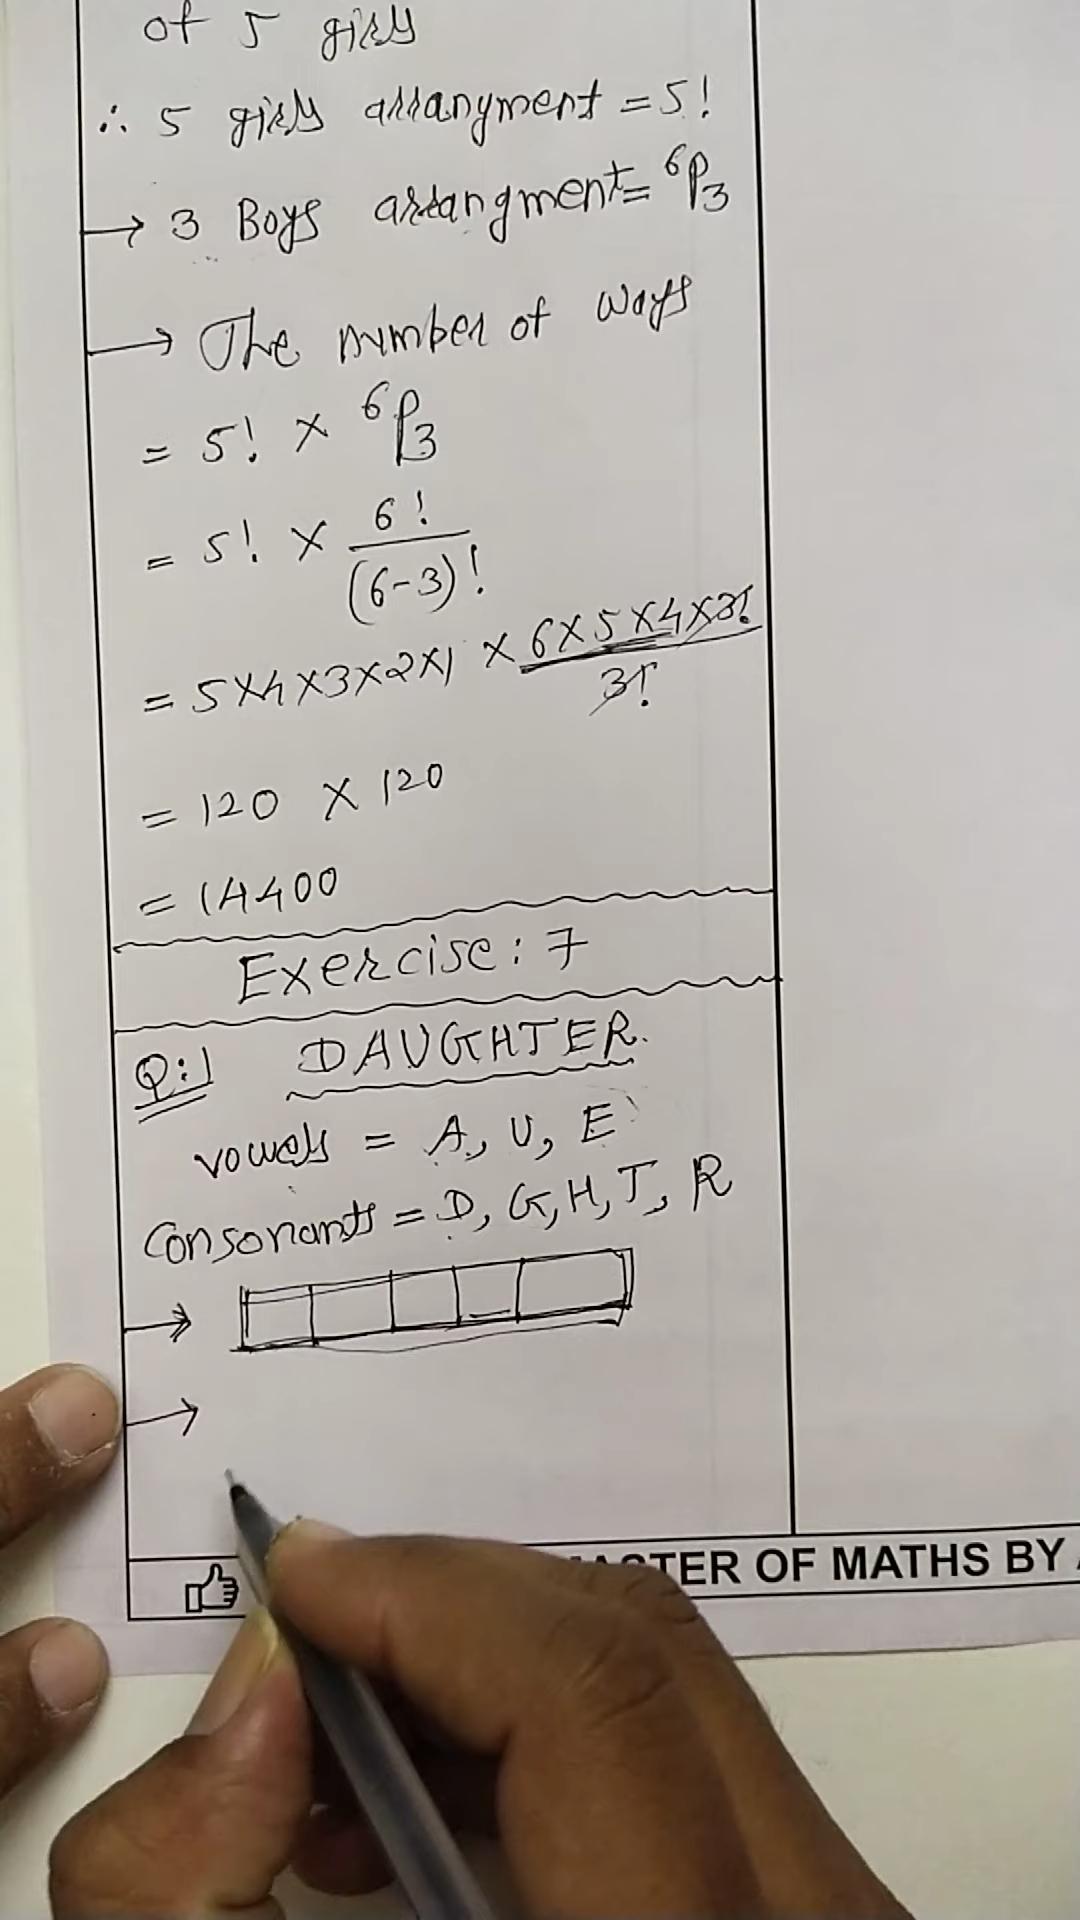 of 5 girls
∴ 5 girls arrangment = 5!
→ 3 Boys arrangment = ⁶P₃
→ The number of ways
= 5! × ⁶P₃
= 5! × 6! / (6-3)!
= 5×4×3×2×1 × 6×5×4×3! / 3!
= 120 × 120
= 14400
Exercise: 7
Q:1 DAUGHTER.
vowels = A, U, E
Consonants = D, G, H, T, R
→
→
TER OF MATHS BY